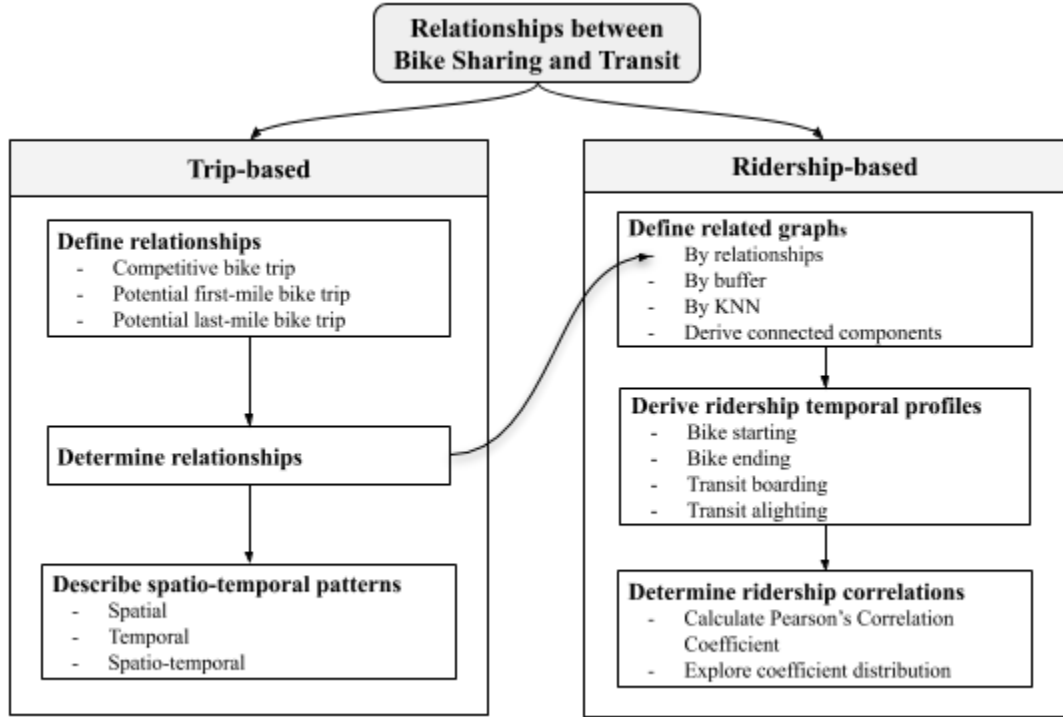 Relationships between
Bike Sharing and Transit
Trip-based
Define relationships
- Competitive bike trip
- Potential first-mile bike trip
- Potential last-mile bike trip
Determine relationships
Describe spatio-temporal patterns
- Spatial
- Temporal
- Spatio-temporal
Ridership-based
Define related graphs
- By relationships
- By buffer
- By KNN
- Derive connected components
Derive ridership temporal profiles
- Bike starting
- Bike ending
- Transit boarding
- Transit alighting
Determine ridership correlations
- Calculate Pearson’s Correlation
Coefficient
- Explore coefficient distribution